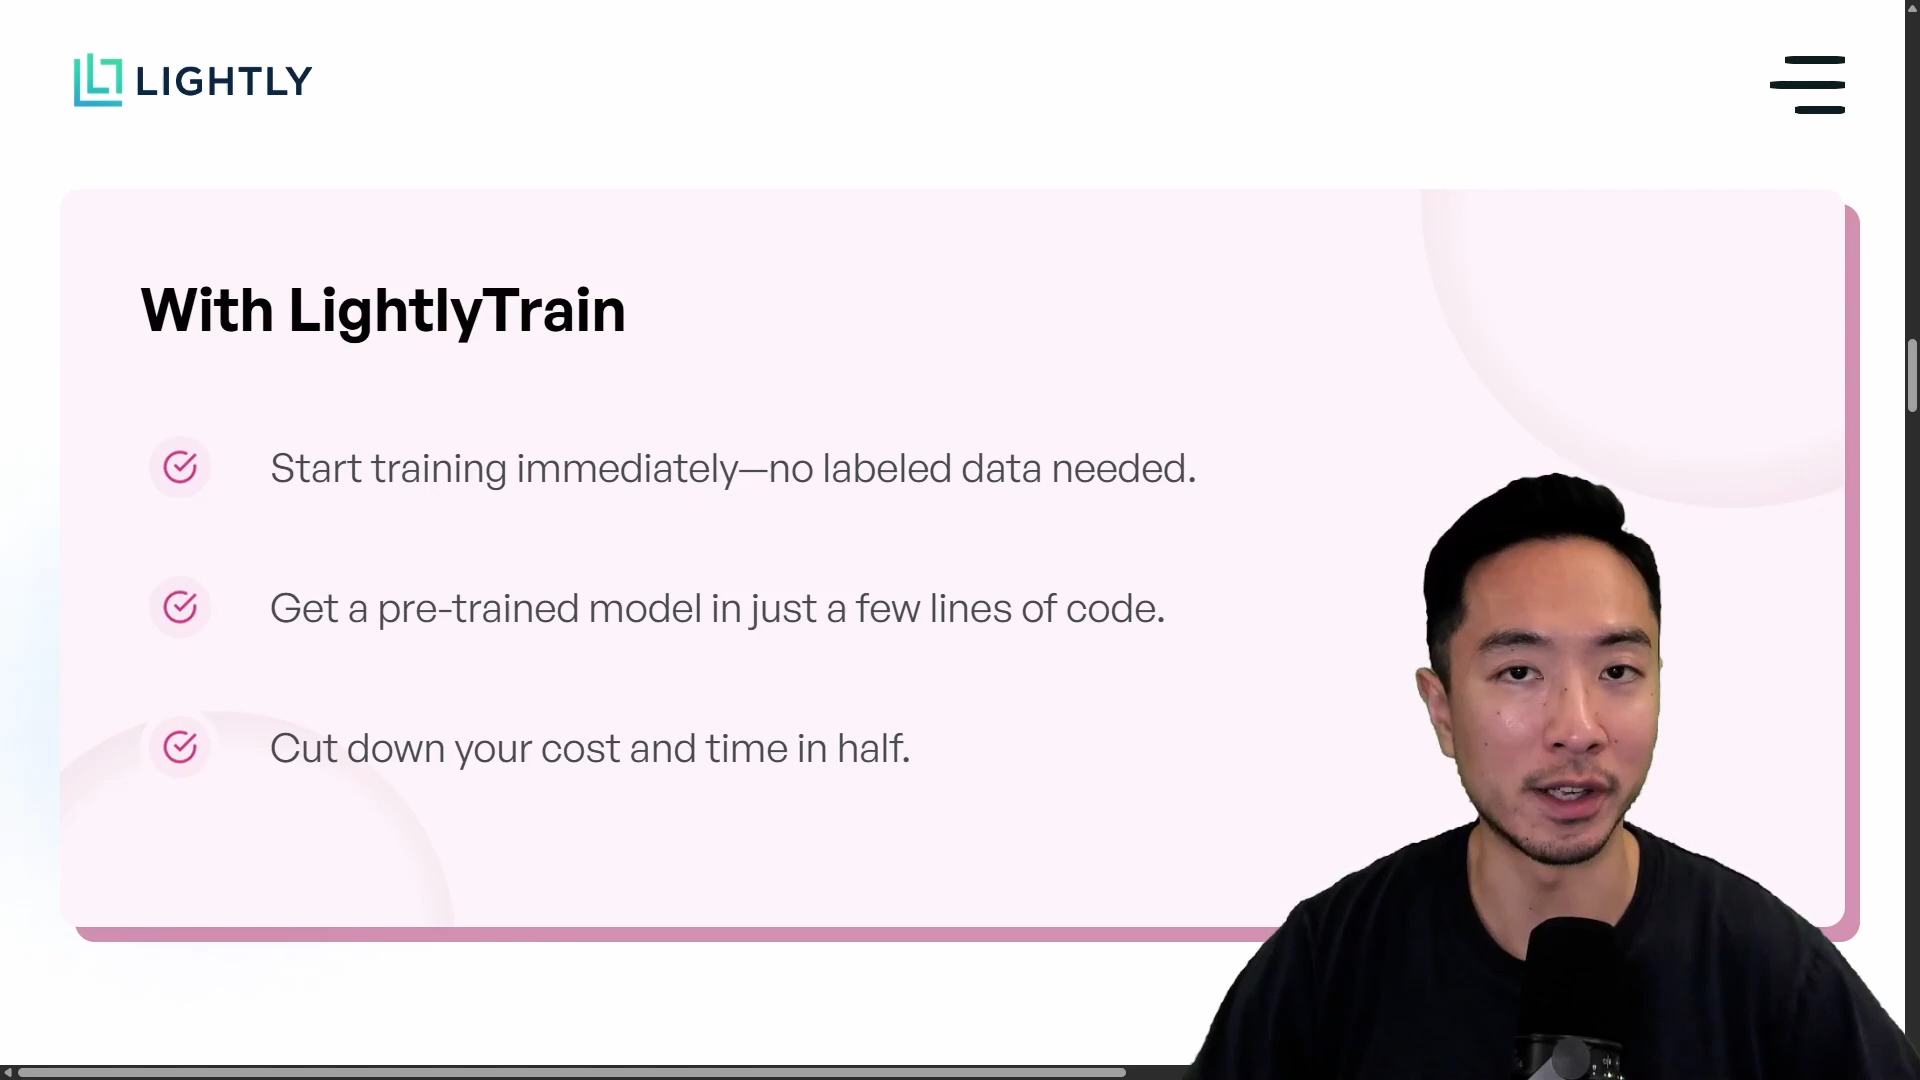 LIGHTLY
With LightlyTrain
Start training immediately—no labeled data needed.
Get a pre-trained model in just a few lines of code.
Cut down your cost and time in half.